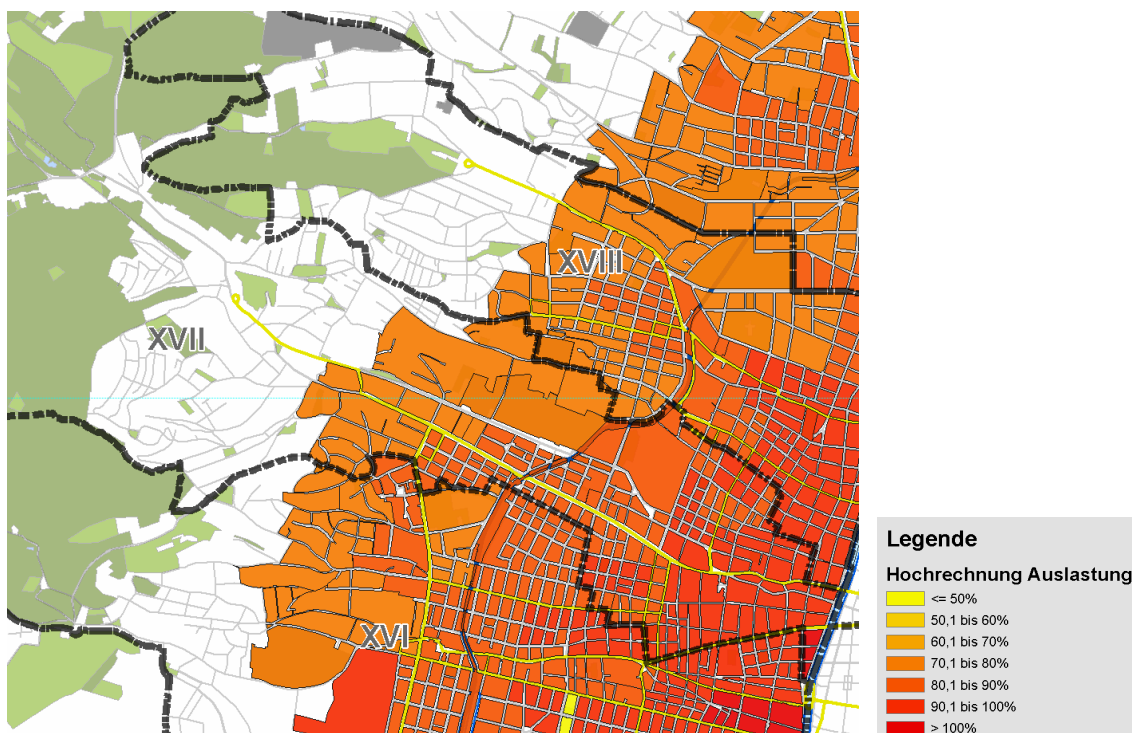 XVIII
XVII
XVI
Legende
Hochrechnung Auslastung
<= 50%
50,1 bis 60%
60,1 bis 70%
70,1 bis 80%
80,1 bis 90%
90,1 bis 100%
> 100%